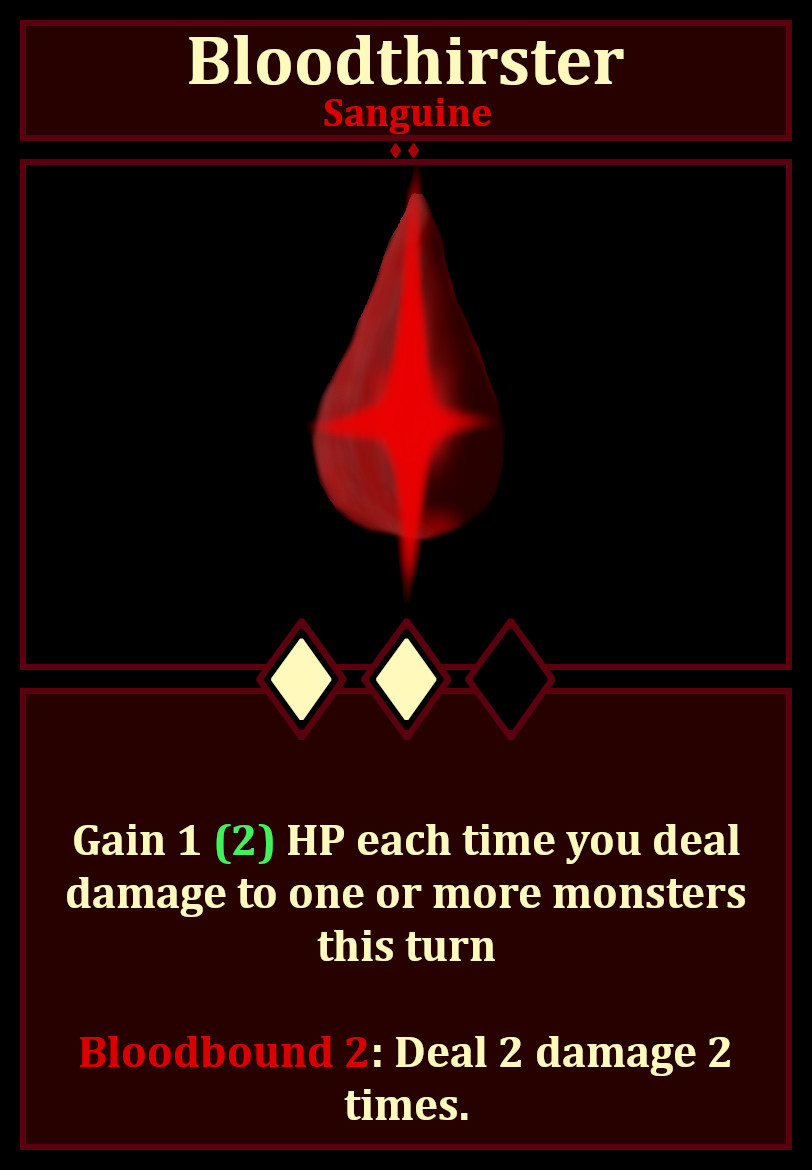 Bloodthirster
Sanguine
Gain 1 (2) HP each time you deal
damage to one or more monsters
this turn
Bloodbound 2: Deal 2 damage 2
times.